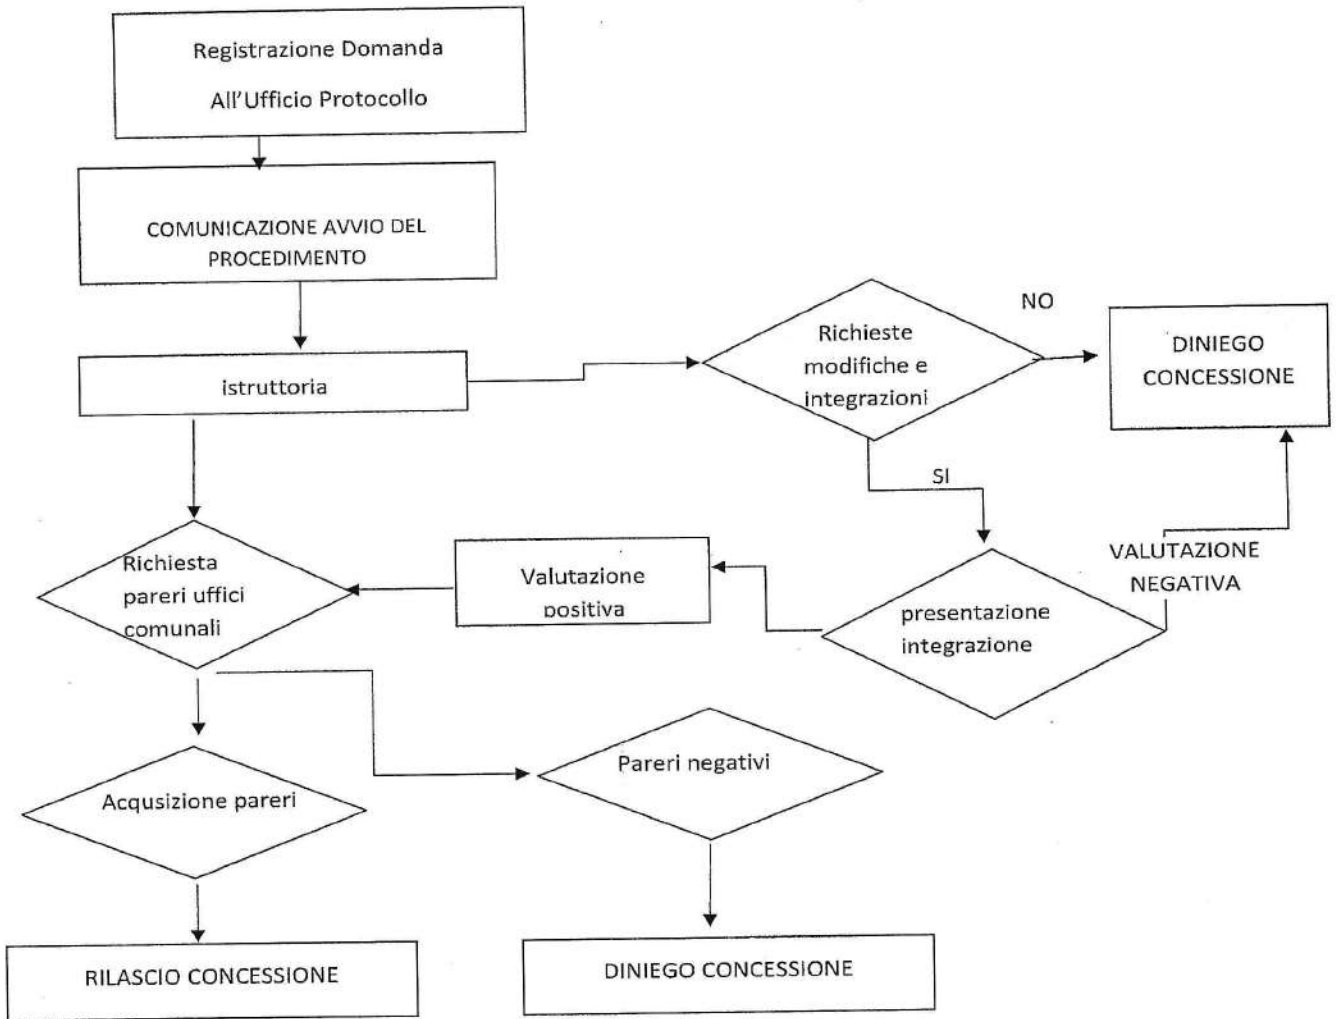 Registrazione Domanda
All'Ufficio Protocollo
COMUNICAZIONE AVVIO DEL
PROCEDIMENTO
istruttoria
Richieste
modifiche e
integrazioni
NO
DINIEGO
CONCESSIONE
SI
Richiesta
pareri uffici
comunali
Valutazione
positiva
presentazione
integrazione
VALUTAZIONE
NEGATIVA
Acqusizione pareri
Pareri negativi
RILASCIO CONCESSIONE
DINIEGO CONCESSIONE